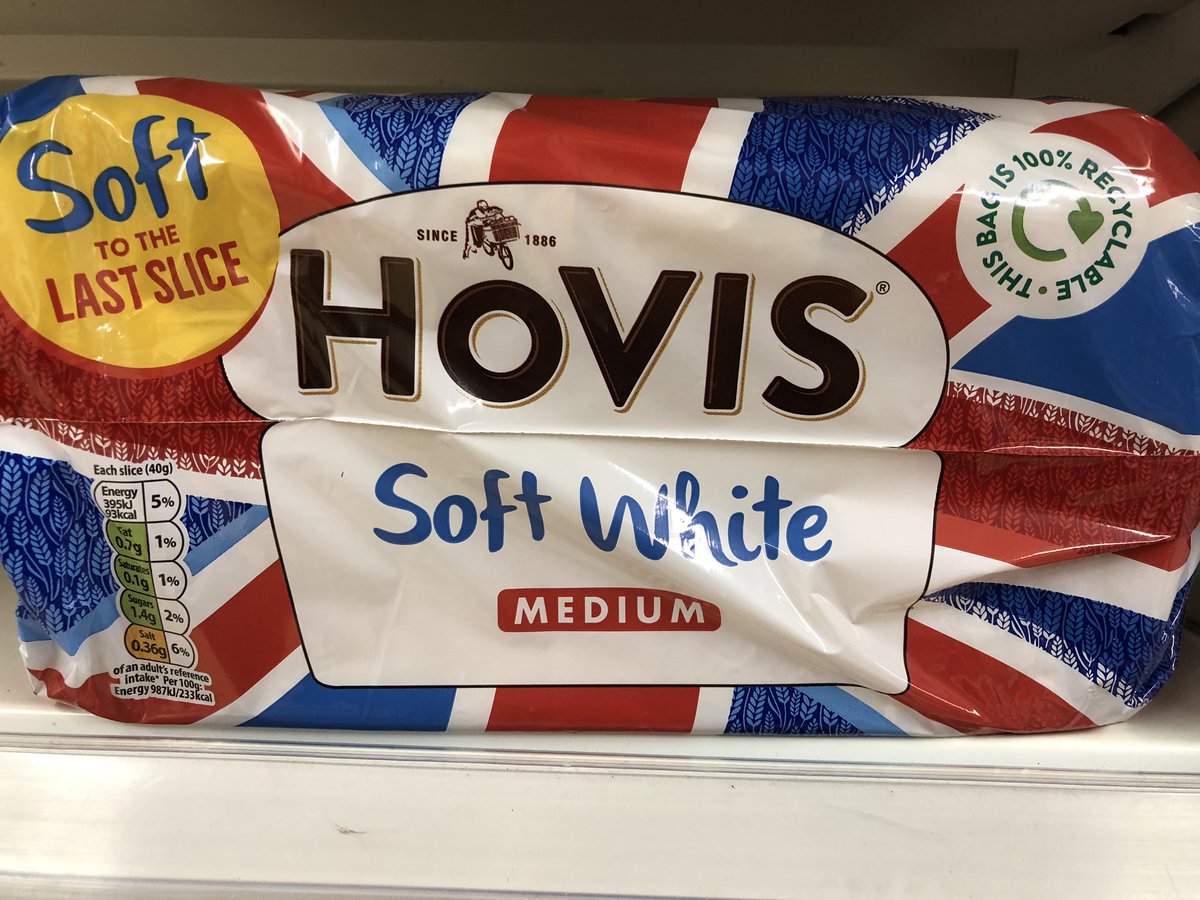 Soft
TO THE
LAST SLICE
SINCE 1886
HOVIS®
THIS BAG IS 100% RECYCLABLE •
Soft White
MEDIUM
Each slice (40g)
Energy
395kJ
93kcal
5%
Fat
0.7g
1%
Saturates
0.1g
1%
Sugars
1.4g
2%
Salt
0.36g
6%
of an adult's reference
intake* Per 100g:
Energy 987kJ/233kcal